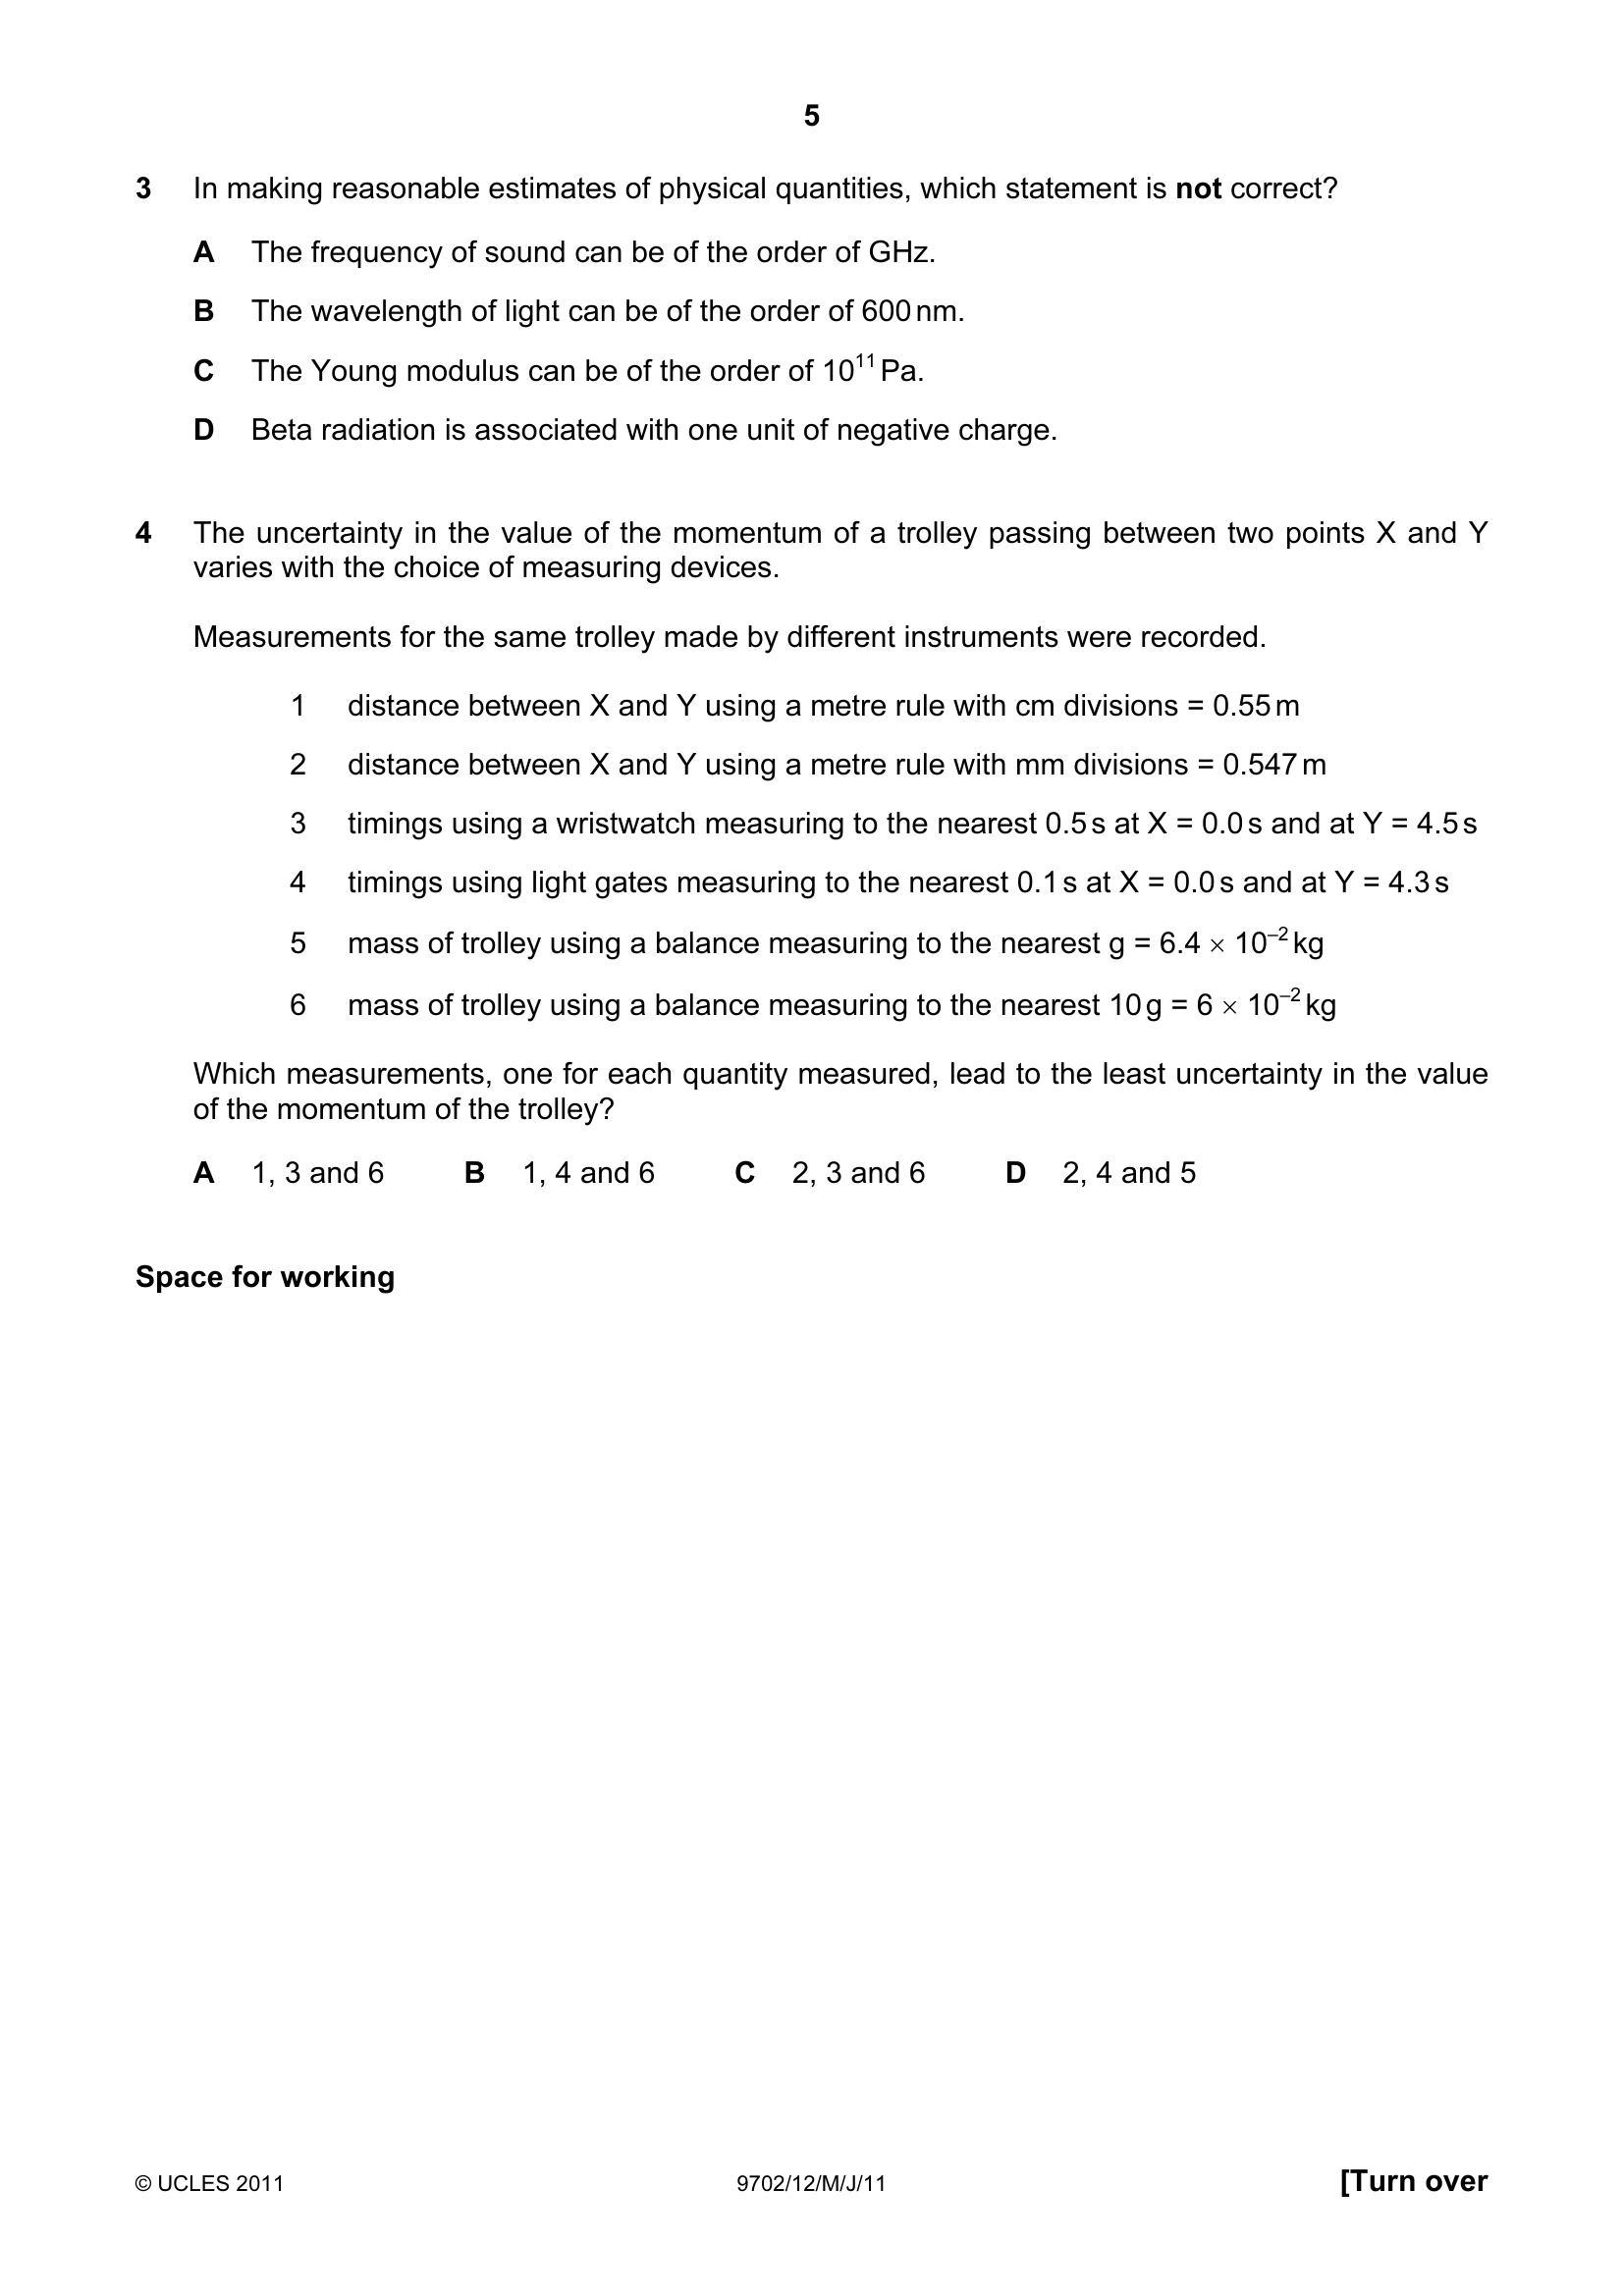 5
3 In making reasonable estimates of physical quantities, which statement is not correct?
A The frequency of sound can be of the order of GHz.
B The wavelength of light can be of the order of 600 nm.
C The Young modulus can be of the order of 10¹¹ Pa.
D Beta radiation is associated with one unit of negative charge.
4 The uncertainty in the value of the momentum of a trolley passing between two points X and Y
varies with the choice of measuring devices.
Measurements for the same trolley made by different instruments were recorded.
1 distance between X and Y using a metre rule with cm divisions = 0.55 m
2 distance between X and Y using a metre rule with mm divisions = 0.547 m
3 timings using a wristwatch measuring to the nearest 0.5 s at X = 0.0 s and at Y = 4.5 s
4 timings using light gates measuring to the nearest 0.1 s at X = 0.0 s and at Y = 4.3 s
5 mass of trolley using a balance measuring to the nearest g = 6.4 × 10⁻² kg
6 mass of trolley using a balance measuring to the nearest 10 g = 6 × 10⁻² kg
Which measurements, one for each quantity measured, lead to the least uncertainty in the value
of the momentum of the trolley?
A 1, 3 and 6 B 1, 4 and 6 C 2, 3 and 6 D 2, 4 and 5
Space for working
© UCLES 2011 9702/12/M/J/11 [Turn over